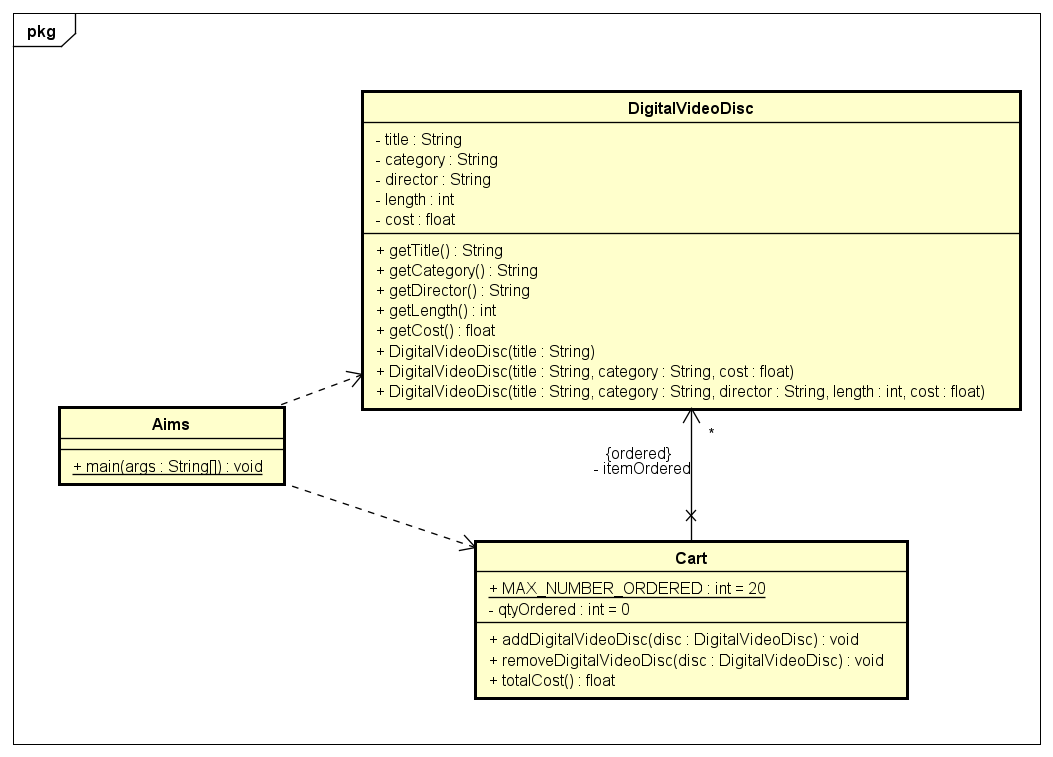 pkg
DigitalVideoDisc
- title : String
- category : String
- director : String
- length : int
- cost : float
+ getTitle() : String
+ getCategory() : String
+ getDirector() : String
+ getLength() : int
+ getCost() : float
+ DigitalVideoDisc(title : String)
+ DigitalVideoDisc(title : String, category : String, cost : float)
+ DigitalVideoDisc(title : String, category : String, director : String, length : int, cost : float)
Aims
+ main(args : String[]) : void
*
{ordered}
- itemOrdered
Cart
+ MAX_NUMBER_ORDERED : int = 20
- qtyOrdered : int = 0
+ addDigitalVideoDisc(disc : DigitalVideoDisc) : void
+ removeDigitalVideoDisc(disc : DigitalVideoDisc) : void
+ totalCost() : float